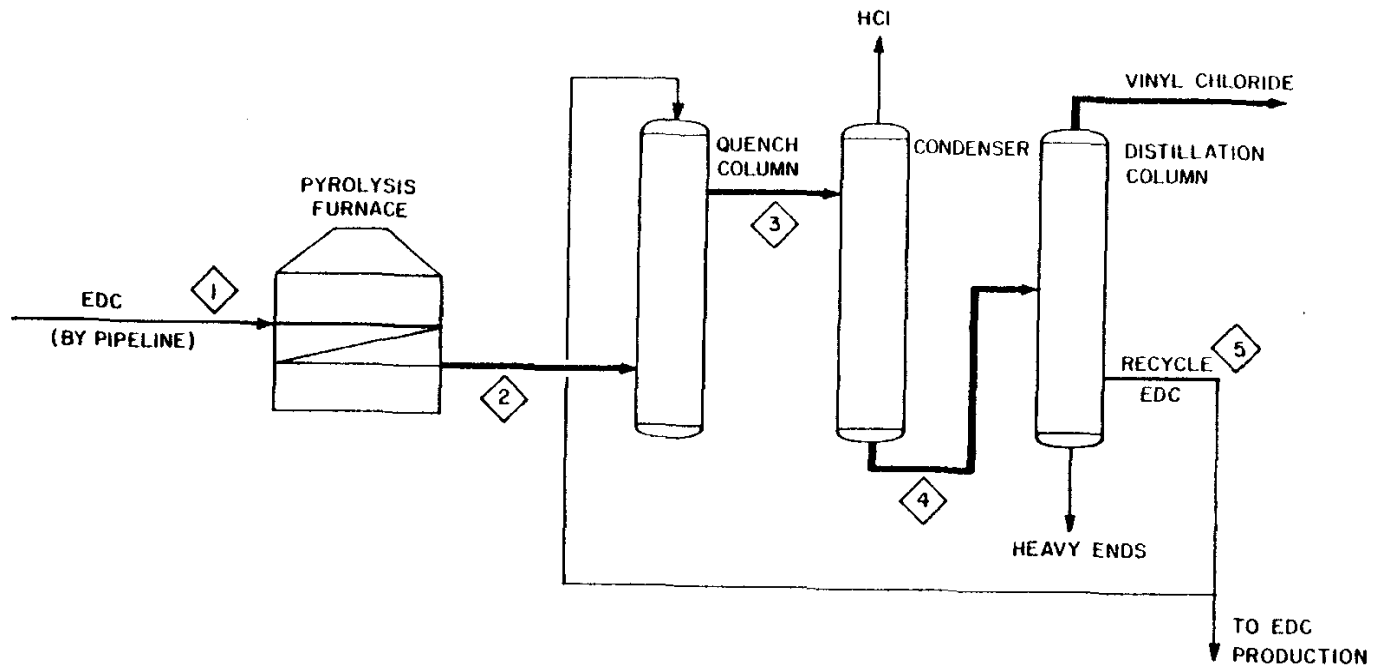 HCl
VINYL CHLORIDE
QUENCH
COLUMN
CONDENSER
DISTILLATION
COLUMN
PYROLYSIS
FURNACE
3
1
EDC
(BY PIPELINE)
2
5
RECYCLE
EDC
4
HEAVY ENDS
TO EDC
PRODUCTION